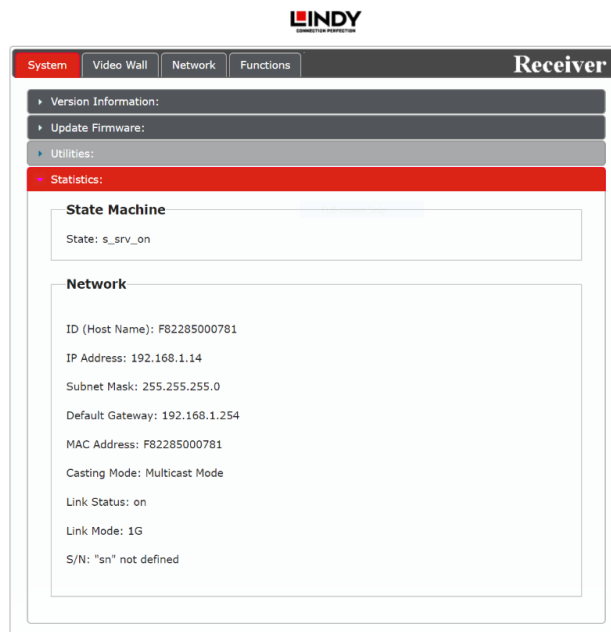 LINDY
CONNECTION PERFECTION
System Video Wall Network Functions Receiver
Version Information:
Update Firmware:
Utilities:
Statistics:
State Machine
State: s_srv_on
Network
ID (Host Name): F82285000781
IP Address: 192.168.1.14
Subnet Mask: 255.255.255.0
Default Gateway: 192.168.1.254
MAC Address: F82285000781
Casting Mode: Multicast Mode
Link Status: on
Link Mode: 1G
S/N: "sn" not defined